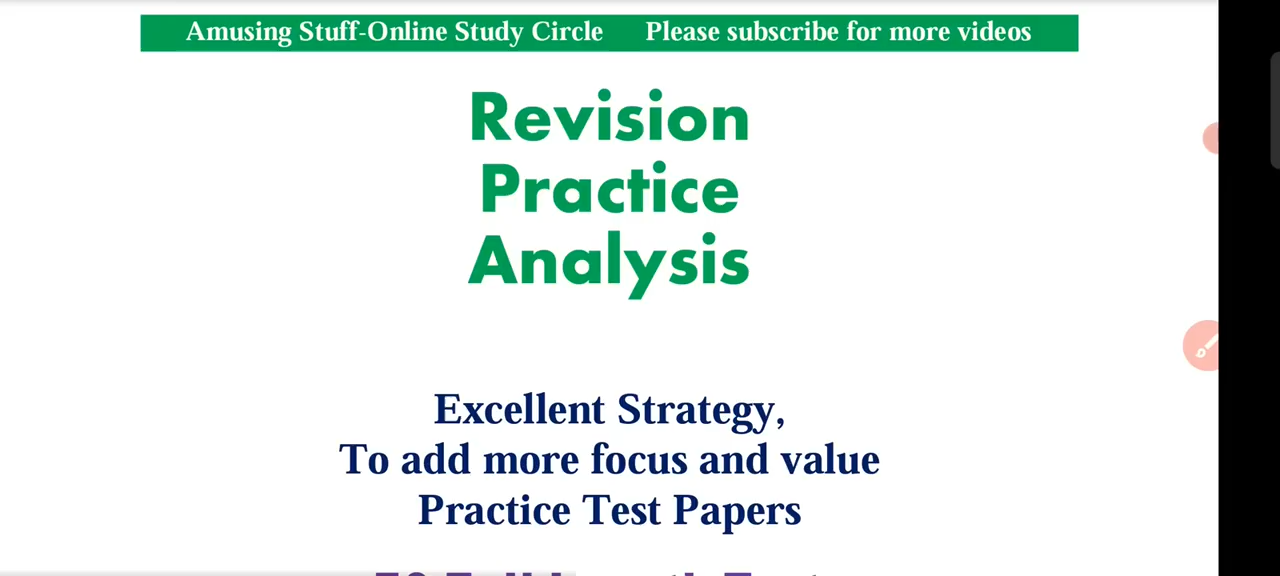 Amusing Stuff-Online Study Circle Please subscribe for more videos
Revision
Practice
Analysis
Excellent Strategy,
To add more focus and value
Practice Test Papers